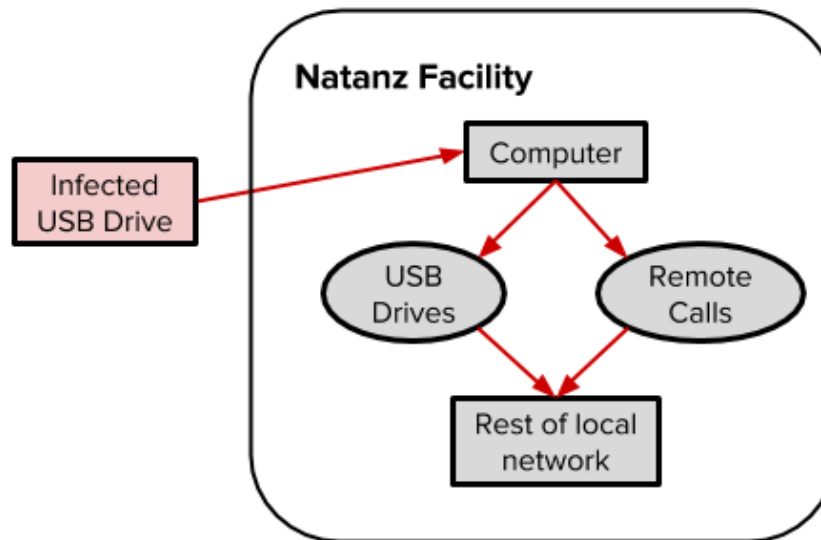 Natanz Facility
Computer
Infected
USB Drive
USB
Drives
Remote
Calls
Rest of local
network